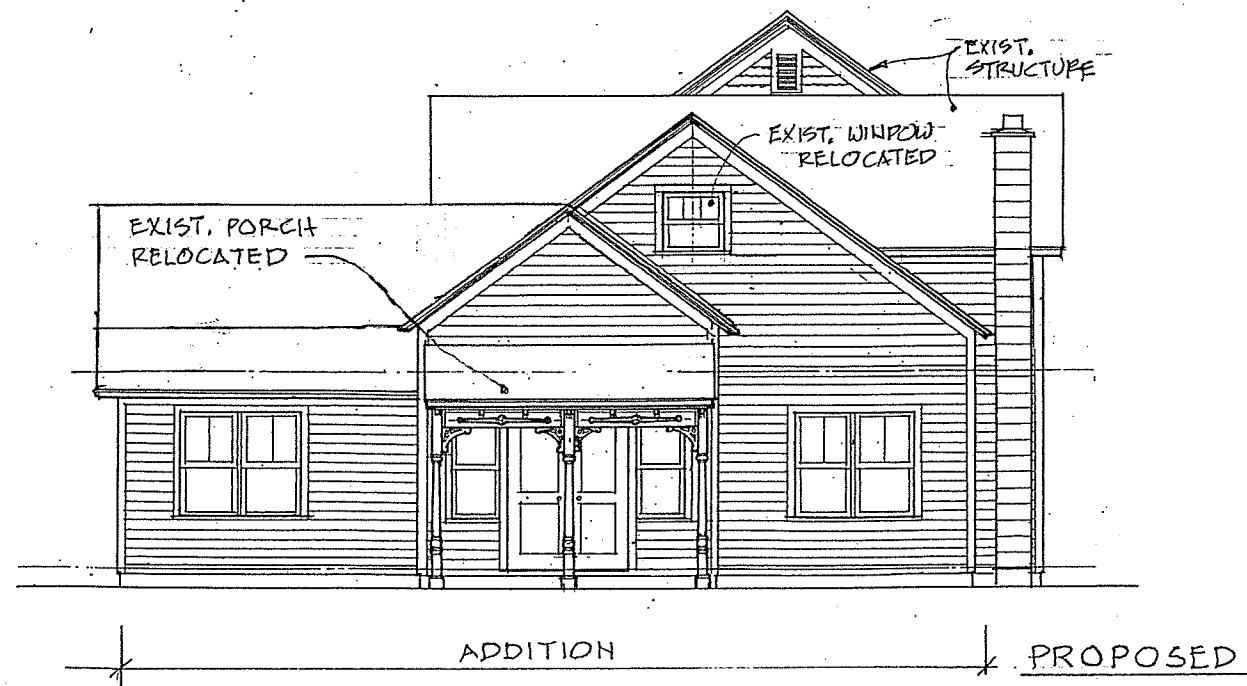 EXIST.
STRUCTURE
EXIST. WINDOW
RELOCATED
EXIST. PORCH
RELOCATED
ADDITION
PROPOSED